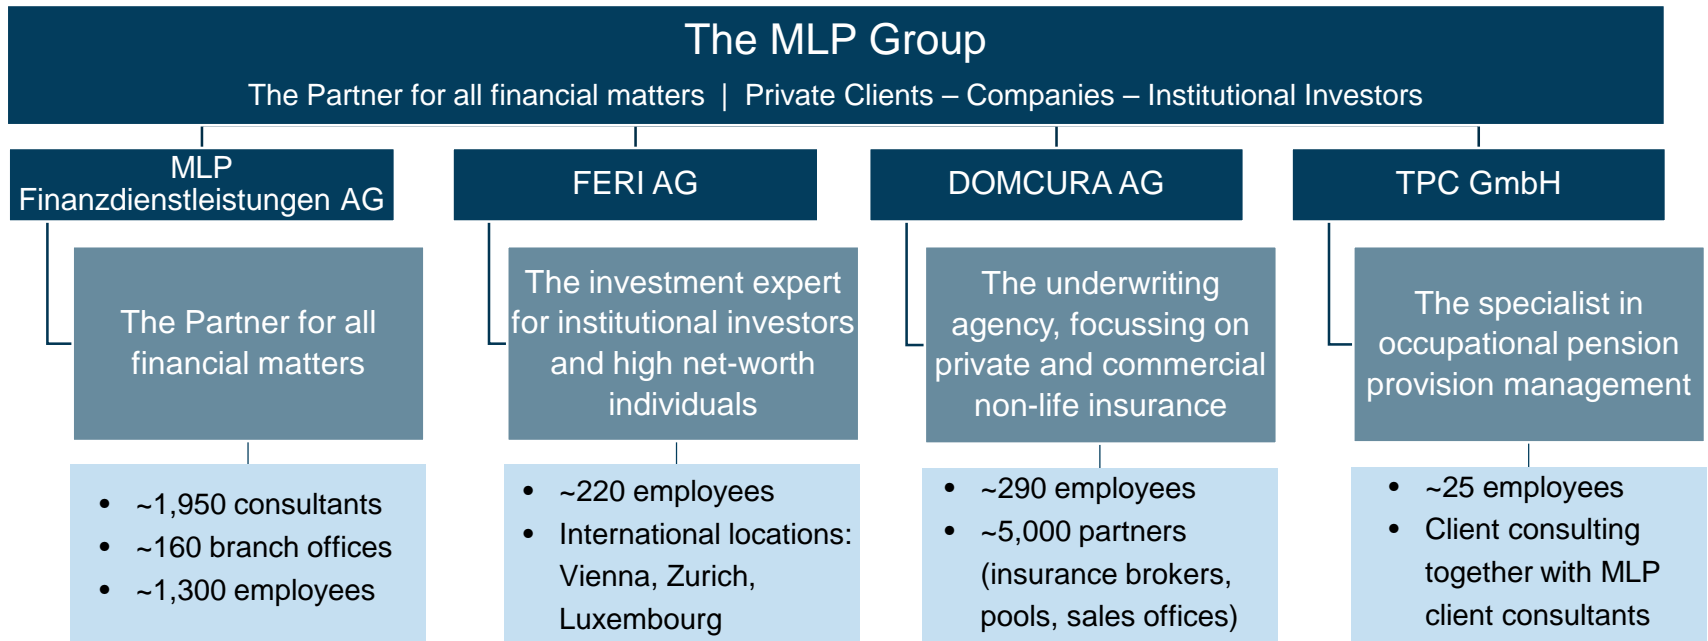 The MLP Group
The Partner for all financial matters | Private Clients – Companies – Institutional Investors
MLP
Finanzdienstleistungen AG
The Partner for all
financial matters
• ~1,950 consultants
• ~160 branch offices
• ~1,300 employees
FERI AG
The investment expert
for institutional investors
and high net-worth
individuals
• ~220 employees
• International locations:
Vienna, Zurich,
Luxembourg
DOMCURA AG
The underwriting
agency, focussing on
private and commercial
non-life insurance
• ~290 employees
• ~5,000 partners
(insurance brokers,
pools, sales offices)
TPC GmbH
The specialist in
occupational pension
provision management
• ~25 employees
• Client consulting
together with MLP
client consultants